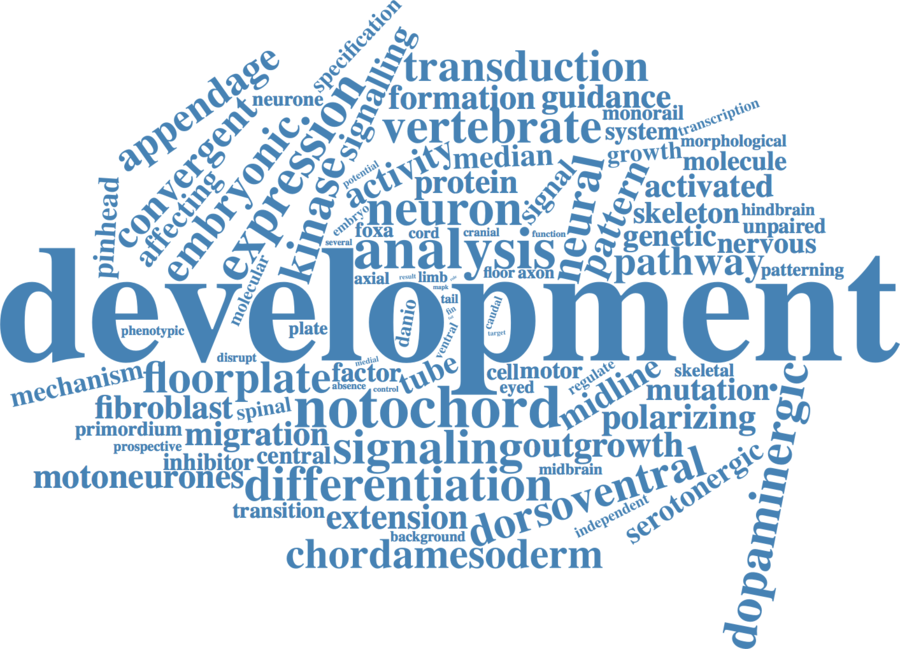 specification
appendage
signalling
transduction
neurone
formation
guidance
convergent
expression
embryonic.
vertebrate
monorail
system
transcription
morphological
affecting
kinase
activity
median
growth
molecule
potential
pinhead
protein
signal
neural
pattern
activated
embryo
neuron
skeleton
hindbrain
foxa
cord
cranial
function
genetic
unpaired
several
analysis
nervous
molecular
axial
result
limb
floor
axon
pathway
patterning
mapk
development
danio
tail
fin
caudal
phenotypic
plate
ventral
target
disrupt
medial
mechanism
floorplate
factor
tube
cell
motor
regulate
midline
skeletal
absence
control
eyed
mutation
dopaminergic
fibroblast
spinal
notochord
polarizing
primordium
migration
prospective
inhibitor
central
signaling
outgrowth
motoneurones
differentiation
midbrain
dorsoventral
serotonergic
transition
extension
independent
background
chordamesoderm